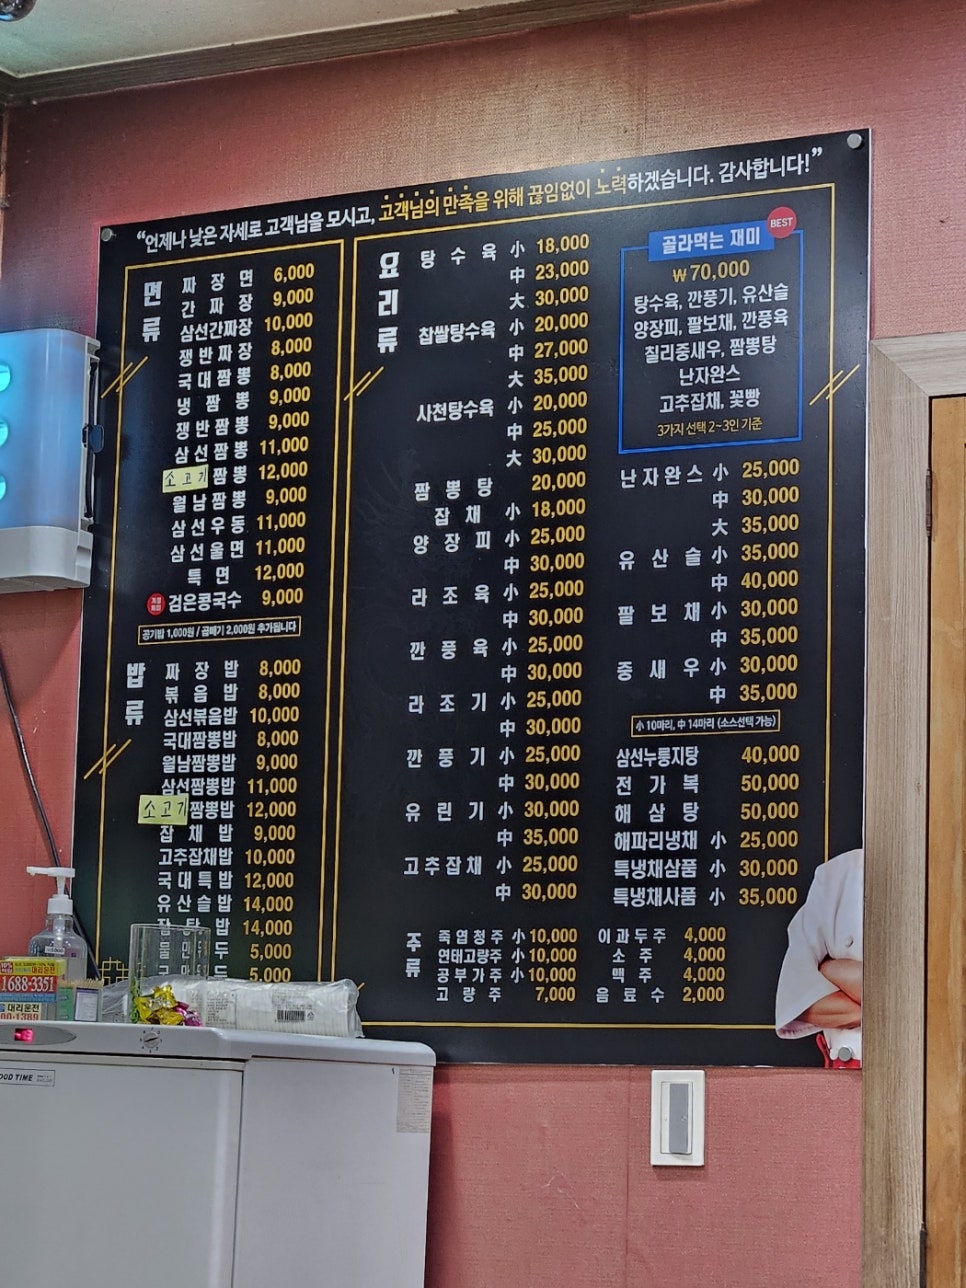 “언제나 낮은 자세로 고객님을 모시고, 고객님의 만족을 위해 끊임없이 노력하겠습니다. 감사합니다!”
면류
짜장면 6,000
간짜장 9,000
삼선간짜장 10,000
쟁반짜장 8,000
국대짬뽕 8,000
냉짬뽕 9,000
쟁반짬뽕 9,000
삼선짬뽕 11,000
소고기짬뽕 12,000
월남짬뽕 9,000
삼선우동 11,000
삼선울면 11,000
특면 12,000
검은콩국수 9,000
공기밥 1,000원 / 곱빼기 2,000원 추가됩니다
밥류
짜장밥 8,000
볶음밥 8,000
삼선볶음밥 10,000
국대짬뽕밥 8,000
월남짬뽕밥 9,000
삼선짬뽕밥 11,000
소고기짬뽕밥 12,000
잡채밥 9,000
고추잡채밥 10,000
국대특밥 12,000
유산슬밥 14,000
잡탕밥 14,000
물만두 5,000
군만두 5,000
요리류
탕수육 小 18,000
中 23,000
大 30,000
찹쌀탕수육 小 20,000
中 27,000
大 35,000
사천탕수육 小 20,000
中 25,000
大 30,000
짬뽕탕 20,000
잡채 小 18,000
양장피 小 25,000
中 30,000
라조육 小 25,000
中 30,000
깐풍육 小 25,000
中 30,000
라조기 小 25,000
中 30,000
깐풍기 小 25,000
中 30,000
유린기 小 30,000
中 35,000
고추잡채 小 25,000
中 30,000
BEST
골라먹는 재미
₩70,000
탕수육, 깐풍기, 유산슬
양장피, 팔보채, 깐풍육
칠리중새우, 짬뽕탕
난자완스
고추잡채, 꽃빵
3가지 선택 2~3인 기준
난자완스 小 25,000
中 30,000
大 35,000
유산슬 小 35,000
中 40,000
팔보채 小 30,000
中 35,000
중새우 小 30,000
中 35,000
小 10마리, 中 14마리 (소스선택 가능)
삼선누룽지탕 40,000
전가복 50,000
해삼탕 50,000
해파리냉채 小 25,000
특냉채삼품 小 30,000
특냉채사품 小 35,000
주류
죽엽청주 小 10,000
연태고량주 小 10,000
공부가주 小 10,000
고량주 7,000
이과두주 4,000
소주 4,000
맥주 4,000
음료수 2,000
대리운전
1688-3351
대리운전
00-1389
OOD TIME